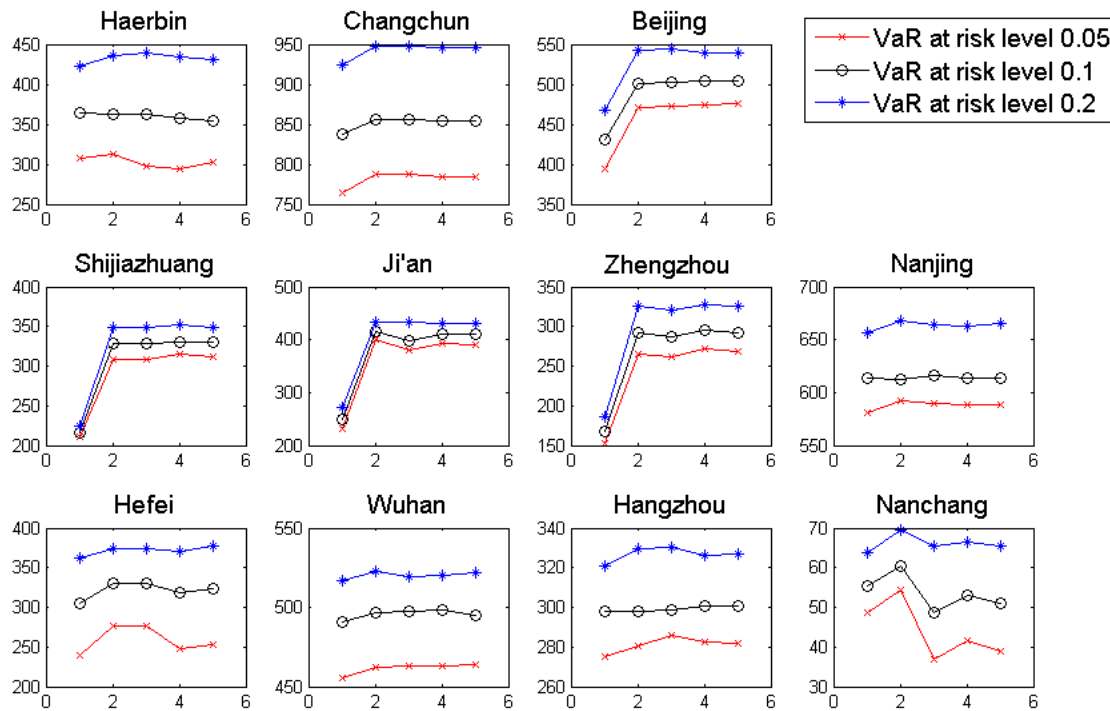 Haerbin
450
400
350
300
250
0 2 4 6
Changchun
950
900
850
800
750
0 2 4 6
Beijing
550
500
450
400
350
0 2 4 6
VaR at risk level 0.05
VaR at risk level 0.1
VaR at risk level 0.2
Shijiazhuang
400
350
300
250
200
0 2 4 6
Ji'an
500
400
300
200
0 2 4 6
Zhengzhou
350
300
250
200
150
0 2 4 6
Nanjing
700
650
600
550
0 2 4 6
Hefei
400
350
300
250
200
0 2 4 6
Wuhan
550
500
450
0 2 4 6
Hangzhou
340
320
300
280
260
0 2 4 6
Nanchang
70
60
50
40
30
0 2 4 6